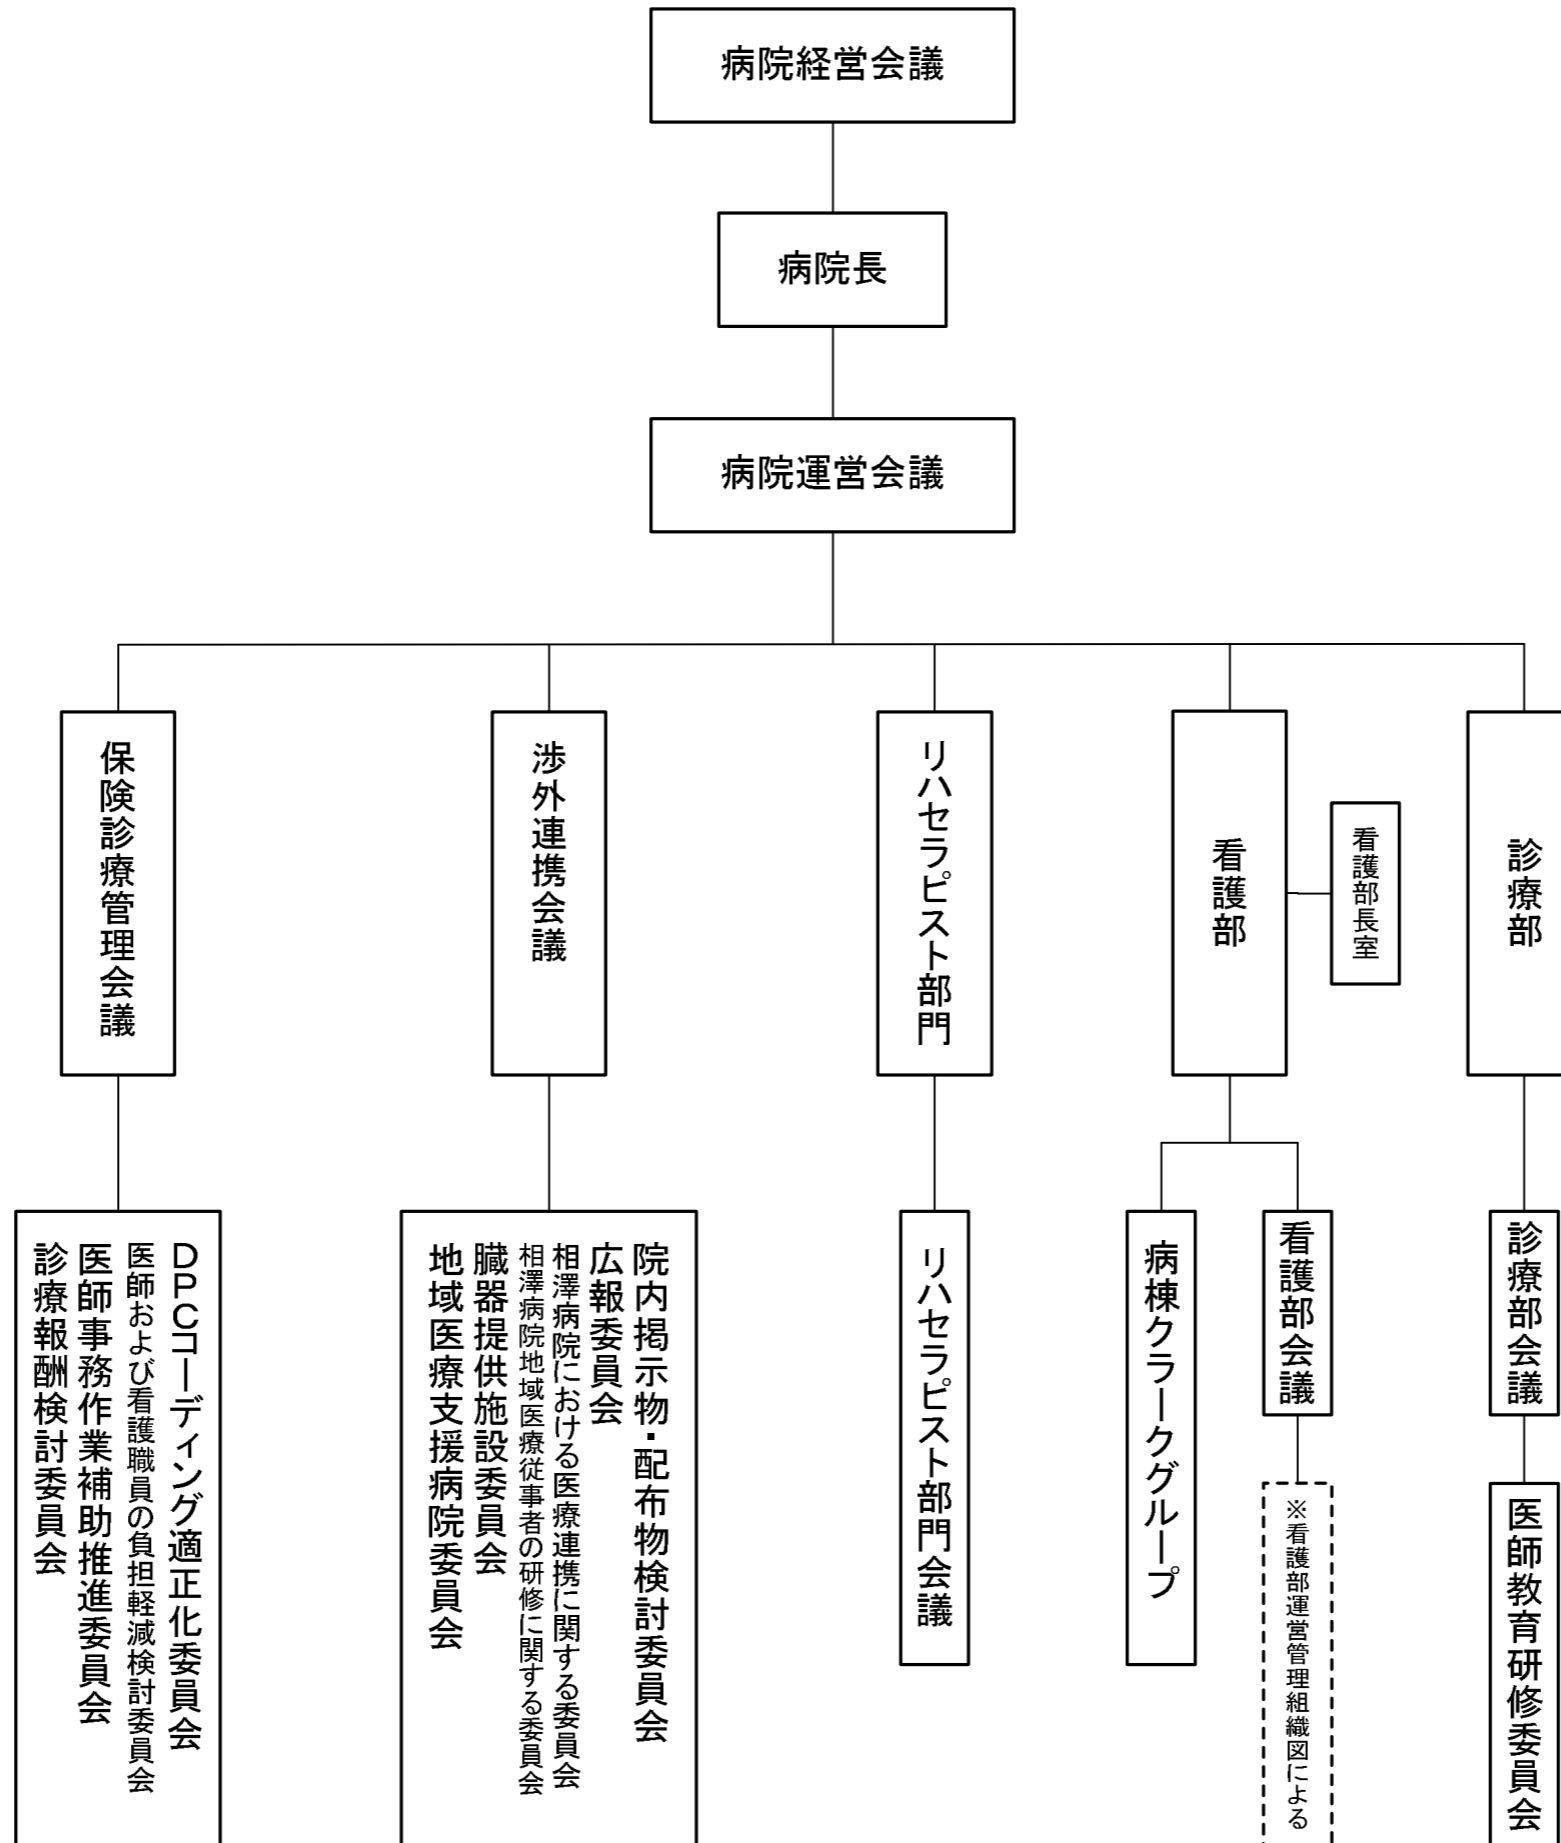 病院経営会議
病院長
病院運営会議
保険診療管理会議
渉外連携会議
リハセラピスト部門
看護部
看護部長室
診療部
DPCコーディング適正化委員会
医師および看護職員の負担軽減検討委員会
医師事務作業補助推進委員会
診療報酬検討委員会
院内掲示物・配布物検討委員会
広報委員会
相澤病院における医療連携に関する委員会
相澤病院地域医療従事者の研修に関する委員会
臓器提供施設委員会
地域医療支援病院委員会
リハセラピスト部門会議
病棟クラークグループ
看護部会議
※看護部運営管理組織図による
診療部会議
医師教育研修委員会